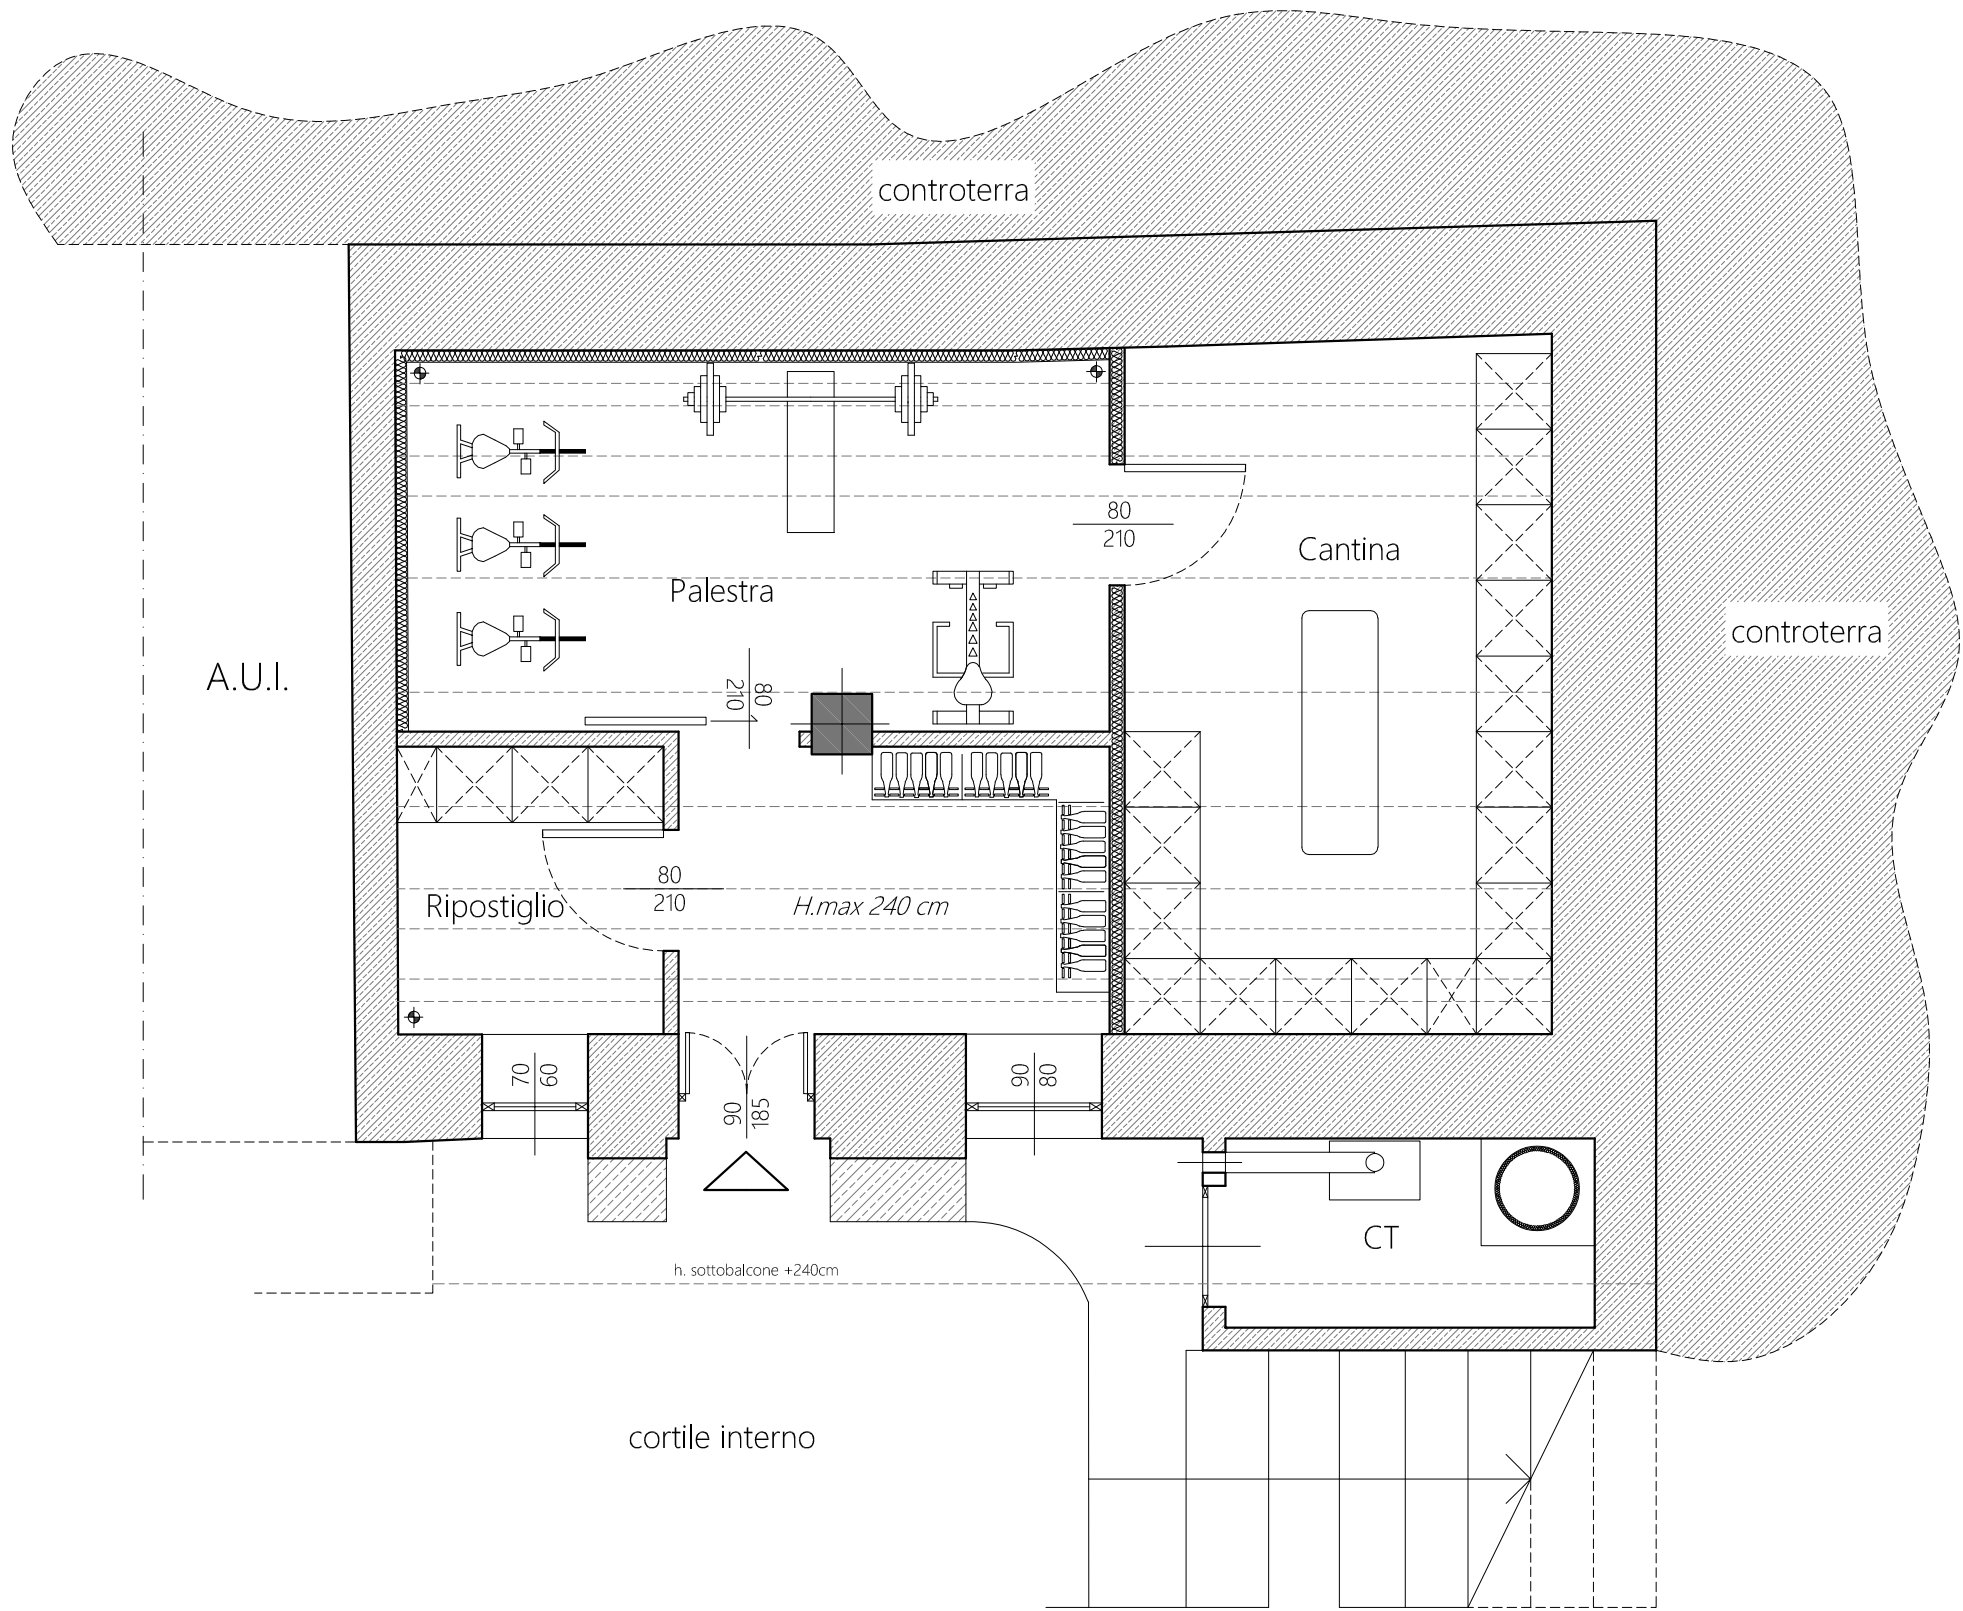 controterra
80
210
Cantina
Palestra
controterra
A.U.I.
80
210
80
210
Ripostiglio
H.max 240 cm
70
60
90
185
90
80
CT
h. sottobalcone +240cm
cortile interno